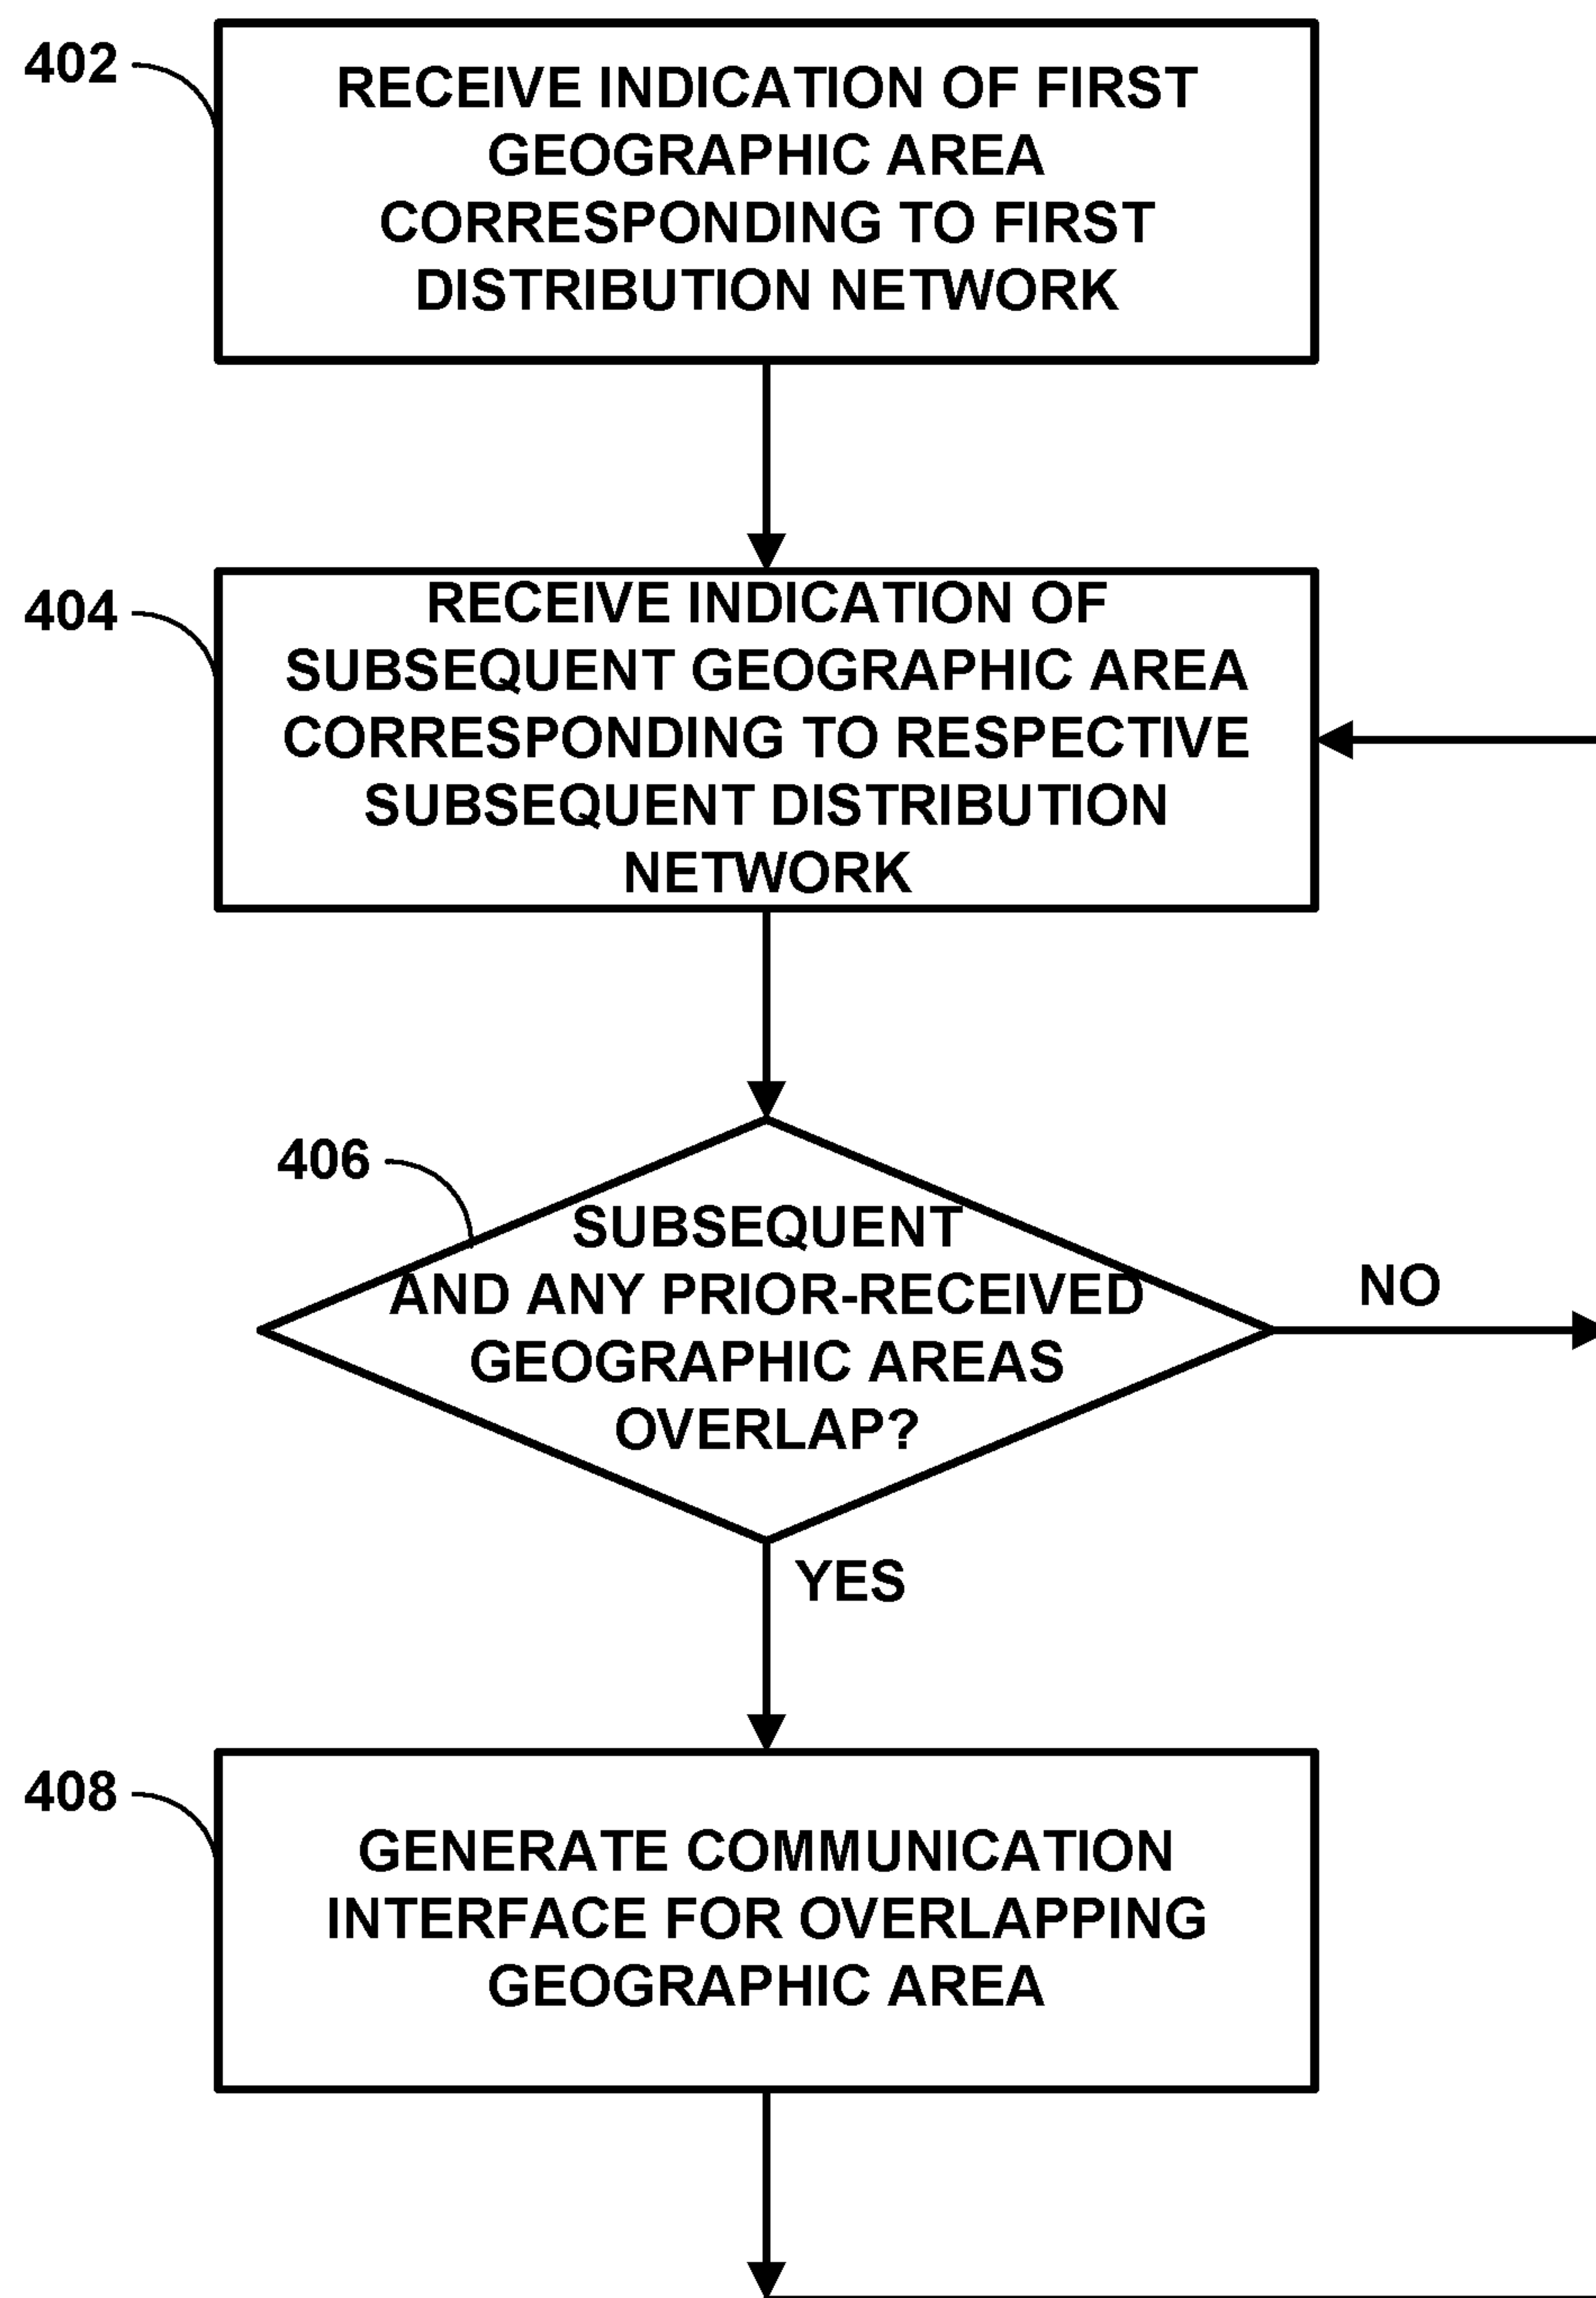 402
RECEIVE INDICATION OF FIRST
GEOGRAPHIC AREA
CORRESPONDING TO FIRST
DISTRIBUTION NETWORK
404
RECEIVE INDICATION OF
SUBSEQUENT GEOGRAPHIC AREA
CORRESPONDING TO RESPECTIVE
SUBSEQUENT DISTRIBUTION
NETWORK
406
SUBSEQUENT
AND ANY PRIOR-RECEIVED
GEOGRAPHIC AREAS
OVERLAP?
NO
YES
408
GENERATE COMMUNICATION
INTERFACE FOR OVERLAPPING
GEOGRAPHIC AREA